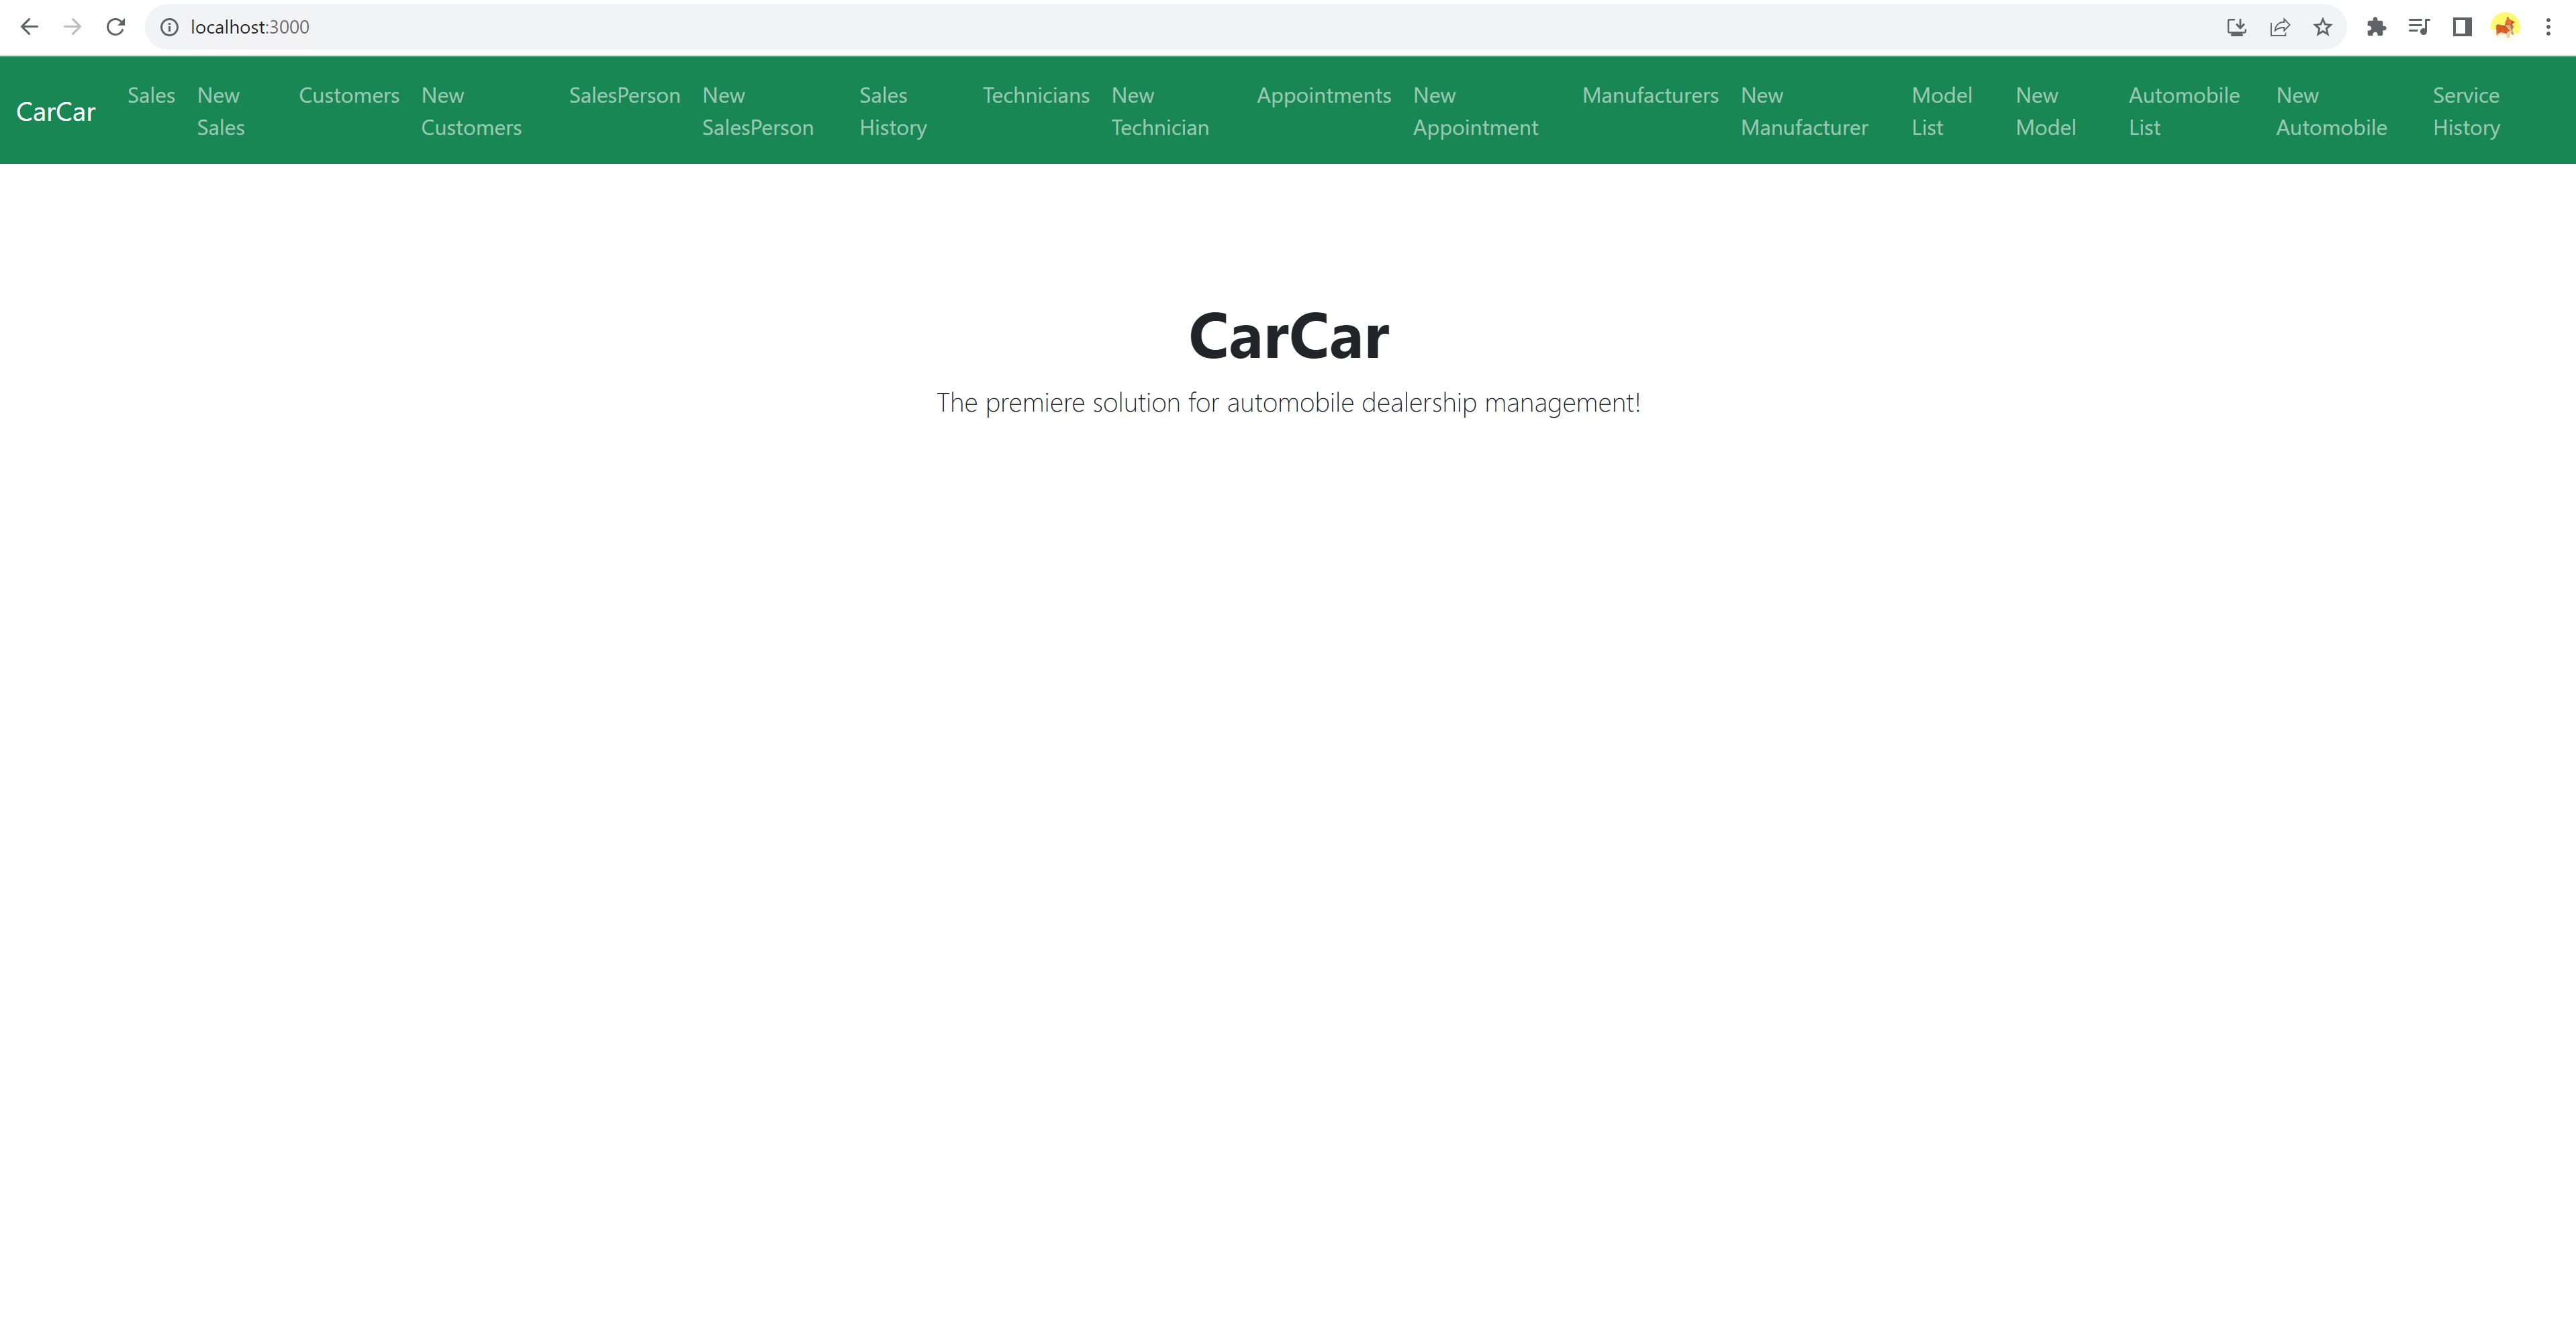 localhost:3000
CarCar
Sales
New
Sales
Customers
New
Customers
SalesPerson
New
SalesPerson
Sales
History
Technicians
New
Technician
Appointments
New
Appointment
Manufacturers
New
Manufacturer
Model
List
New
Model
Automobile
List
New
Automobile
Service
History
CarCar
The premiere solution for automobile dealership management!